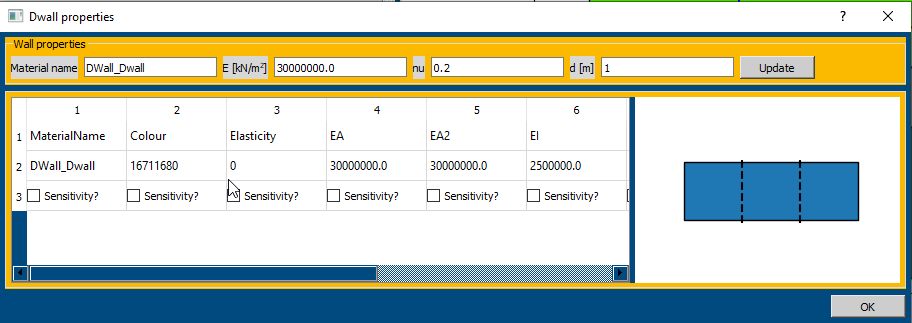 Dwall properties
?
Wall properties
Material name DWall_Dwall E [kN/m²] 30000000.0 nu 0.2 d [m] 1 Update
1 2 3 4 5 6
1 MaterialName Colour Elasticity EA EA2 EI
2 DWall_Dwall 16711680 0 30000000.0 30000000.0 2500000.0
3 Sensitivity? Sensitivity? Sensitivity? Sensitivity? Sensitivity? Sensitivity?
OK